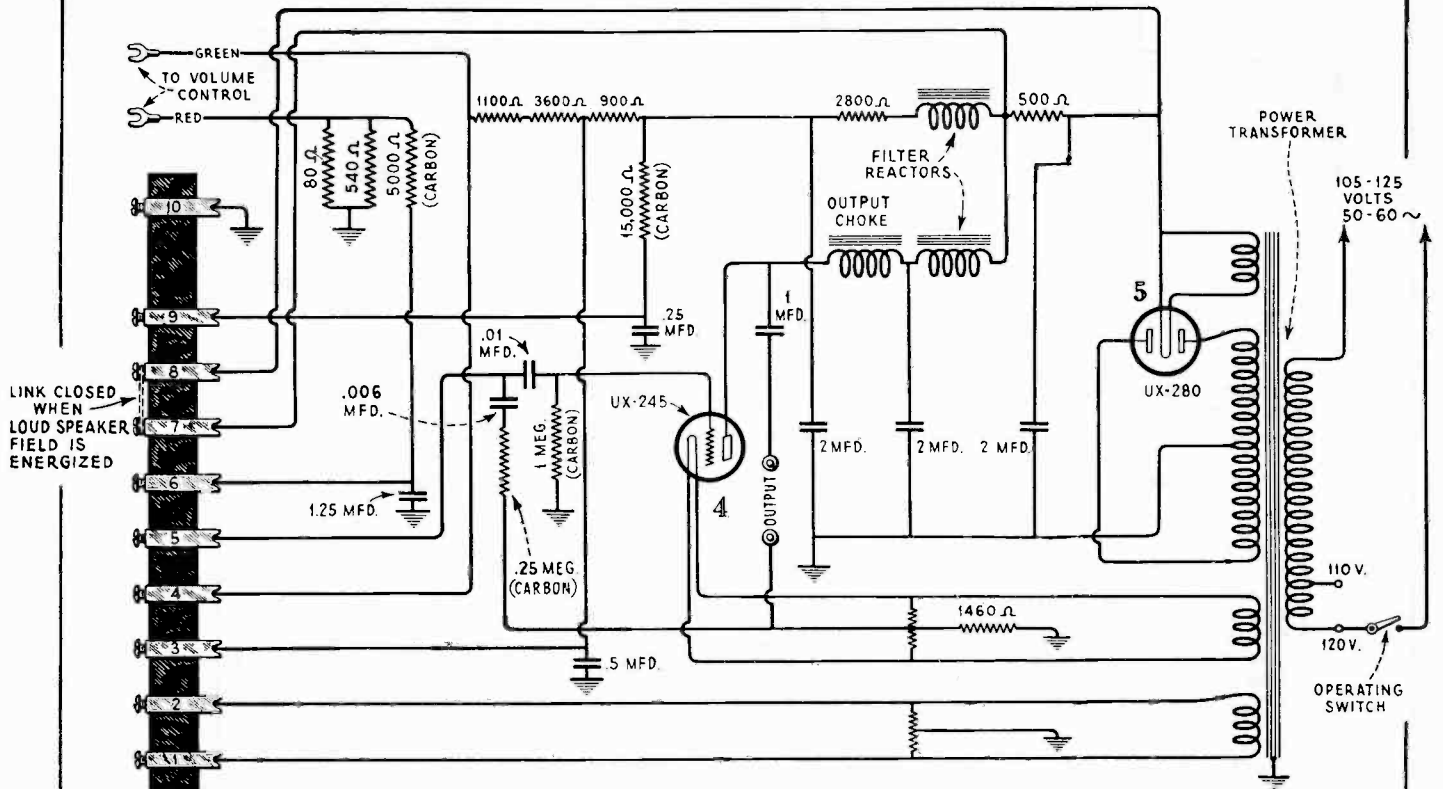 GREEN
TO VOLUME
CONTROL
RED
1100Ω 3600Ω 900Ω
2800Ω
500Ω
FILTER
REACTORS
POWER
TRANSFORMER
105-125
VOLTS
50-60~
80Ω
540Ω
5000Ω
(CARBON)
15,000Ω
(CARBON)
OUTPUT
CHOKE
10
9
8
7
6
5
4
3
2
1
LINK CLOSED
WHEN
LOUD SPEAKER
FIELD IS
ENERGIZED
.25
MFD.
.01
MFD.
.006
MFD.
1 MEG.
(CARBON)
1.25 MFD.
.25 MEG.
(CARBON)
UX-245
4
1
MFD.
OUTPUT
2 MFD.
2 MFD.
2 MFD.
5
UX-280
1460Ω
.5 MFD.
110 V.
120 V.
OPERATING
SWITCH